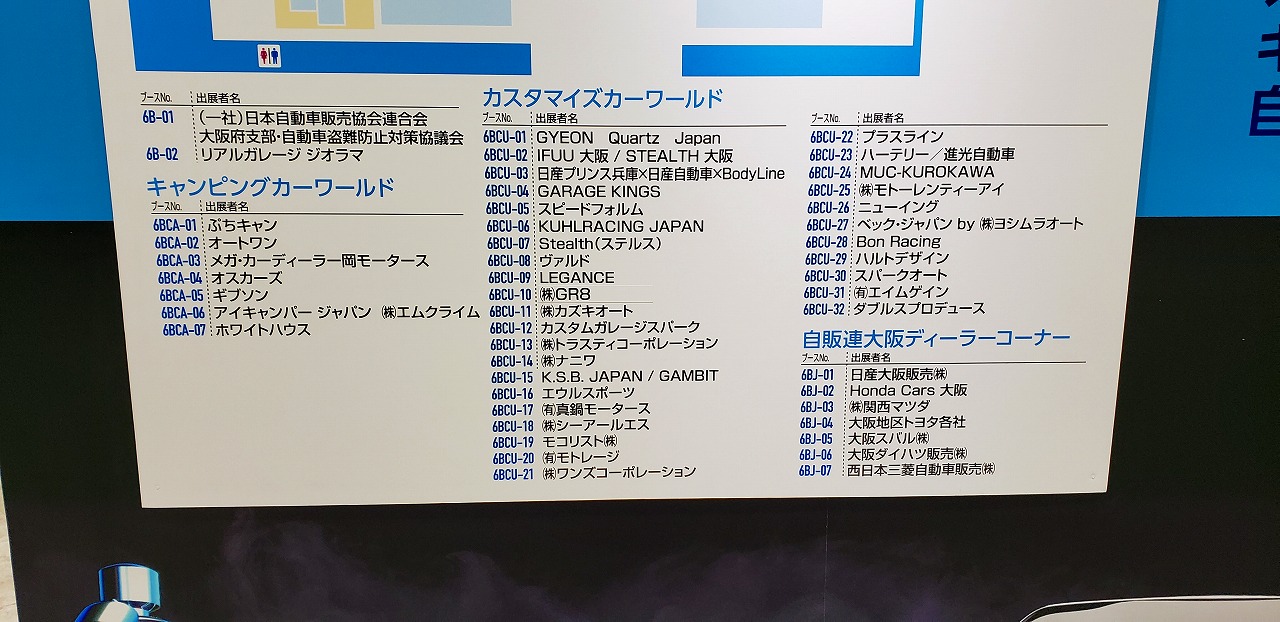 ブースNo. 出展者名
6B-01 (一社)日本自動車販売協会連合会
大阪府支部・自動車盗難防止対策協議会
6B-02 リアルガレージ ジオラマ
キャンピングカーワールド
ブースNo. 出展者名
6BCA-01 ぷちキャン
6BCA-02 オートワン
6BCA-03 メガ・カーディーラー岡モータース
6BCA-04 オスカーズ
6BCA-05 ギブソン
6BCA-06 アイキャンパー ジャパン ㈱エムクライム
6BCA-07 ホワイトハウス
カスタマイズカーワールド
ブースNo. 出展者名
6BCU-01 GYEON Quartz Japan
6BCU-02 IFUU 大阪 / STEALTH 大阪
6BCU-03 日産プリンス兵庫×日産自動車×BodyLine
6BCU-04 GARAGE KINGS
6BCU-05 スピードフォルム
6BCU-06 KUHLRACING JAPAN
6BCU-07 Stealth(ステルス)
6BCU-08 ヴァルド
6BCU-09 LEGANCE
6BCU-10 ㈱GR8
6BCU-11 ㈱カズキオート
6BCU-12 カスタムガレージスパーク
6BCU-13 ㈱トラスティコーポレーション
6BCU-14 ㈱ナニワ
6BCU-15 K.S.B. JAPAN / GAMBIT
6BCU-16 エウルスポーツ
6BCU-17 ㈲真鍋モータース
6BCU-18 ㈱シーアールエス
6BCU-19 モコリスト㈱
6BCU-20 ㈲モトレージ
6BCU-21 ㈱ワンズコーポレーション
ブースNo. 出展者名
6BCU-22 プラスライン
6BCU-23 ハーテリー／進光自動車
6BCU-24 MUC-KUROKAWA
6BCU-25 ㈱モトーレンティーアイ
6BCU-26 ニューイング
6BCU-27 ベック・ジャパン by ㈱ヨシムラオート
6BCU-28 Bon Racing
6BCU-29 ハルトデザイン
6BCU-30 スパークオート
6BCU-31 ㈲エイムゲイン
6BCU-32 ダブルスプロデュース
自販連大阪ディーラーコーナー
ブースNo. 出展者名
6BJ-01 日産大阪販売㈱
6BJ-02 Honda Cars 大阪
6BJ-03 ㈱関西マツダ
6BJ-04 大阪地区トヨタ各社
6BJ-05 大阪スバル㈱
6BJ-06 大阪ダイハツ販売㈱
6BJ-07 西日本三菱自動車販売㈱